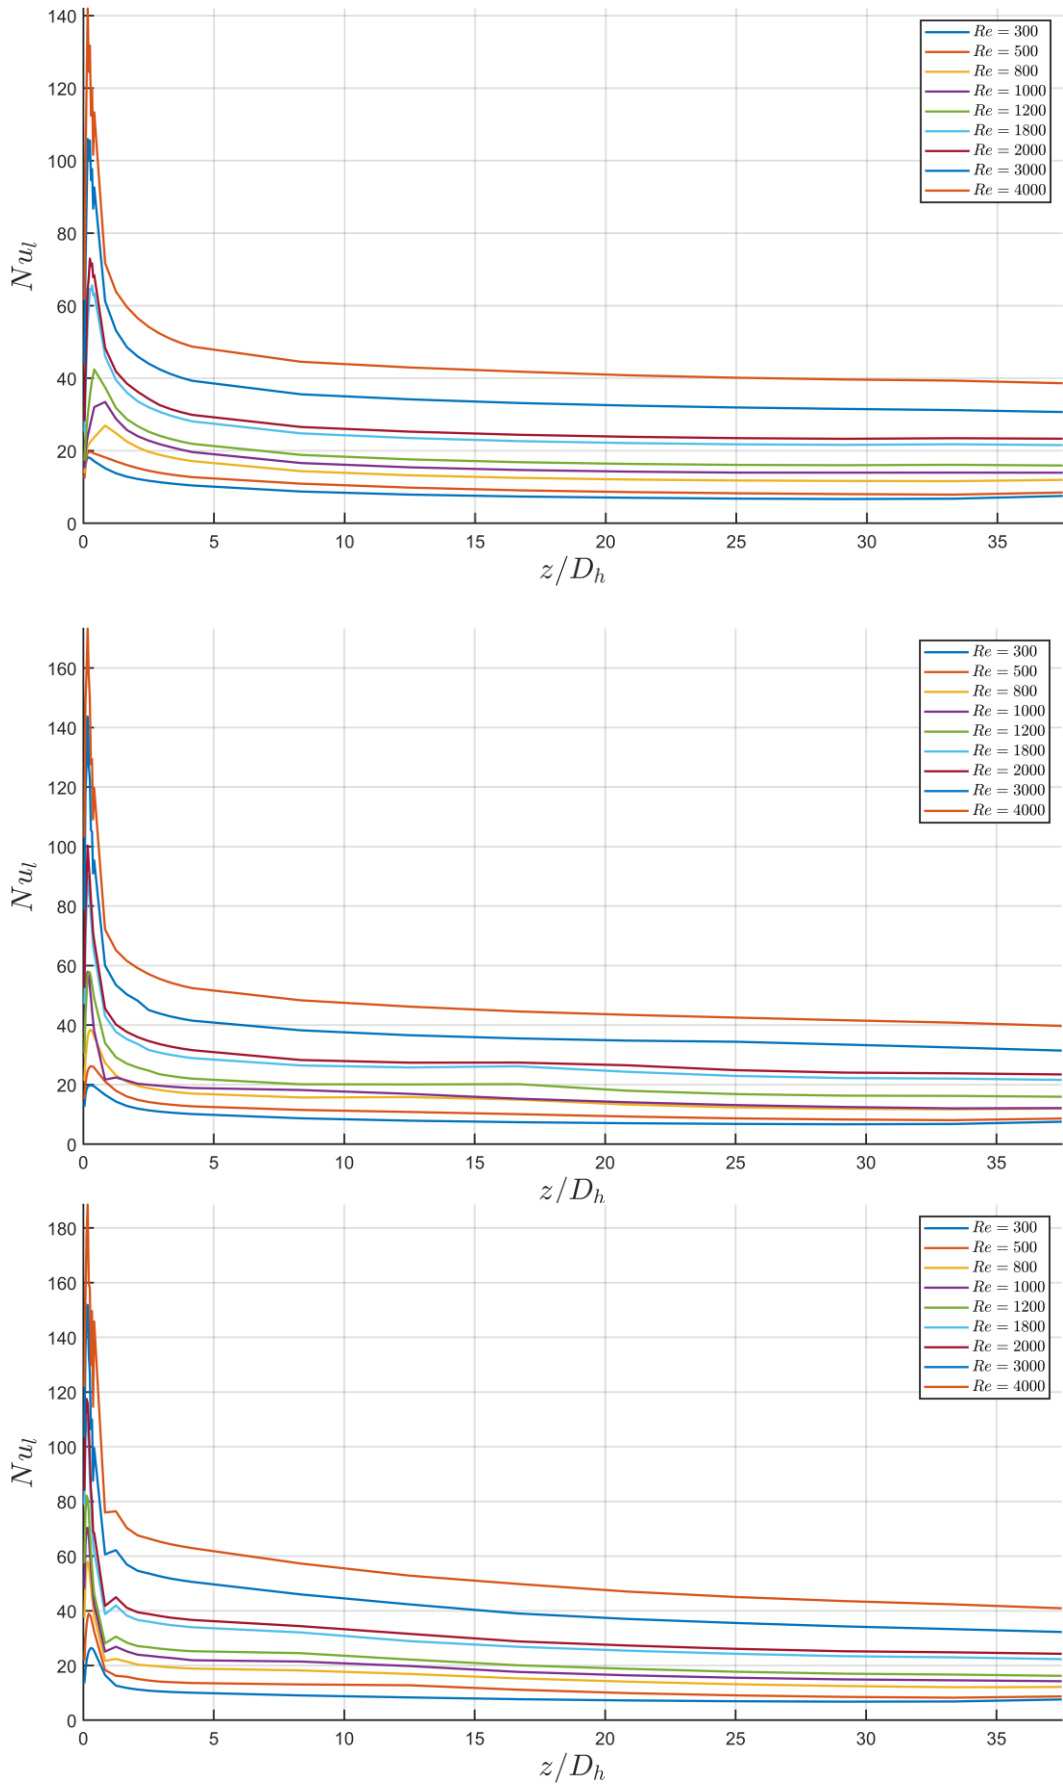 140
120
100
80
60
40
20
0
Nu_l
0 5 10 15 20 25 30 35
z/D_h
Re = 300
Re = 500
Re = 800
Re = 1000
Re = 1200
Re = 1800
Re = 2000
Re = 3000
Re = 4000
160
140
120
100
80
60
40
20
0
Nu_l
0 5 10 15 20 25 30 35
z/D_h
Re = 300
Re = 500
Re = 800
Re = 1000
Re = 1200
Re = 1800
Re = 2000
Re = 3000
Re = 4000
180
160
140
120
100
80
60
40
20
0
Nu_l
0 5 10 15 20 25 30 35
z/D_h
Re = 300
Re = 500
Re = 800
Re = 1000
Re = 1200
Re = 1800
Re = 2000
Re = 3000
Re = 4000